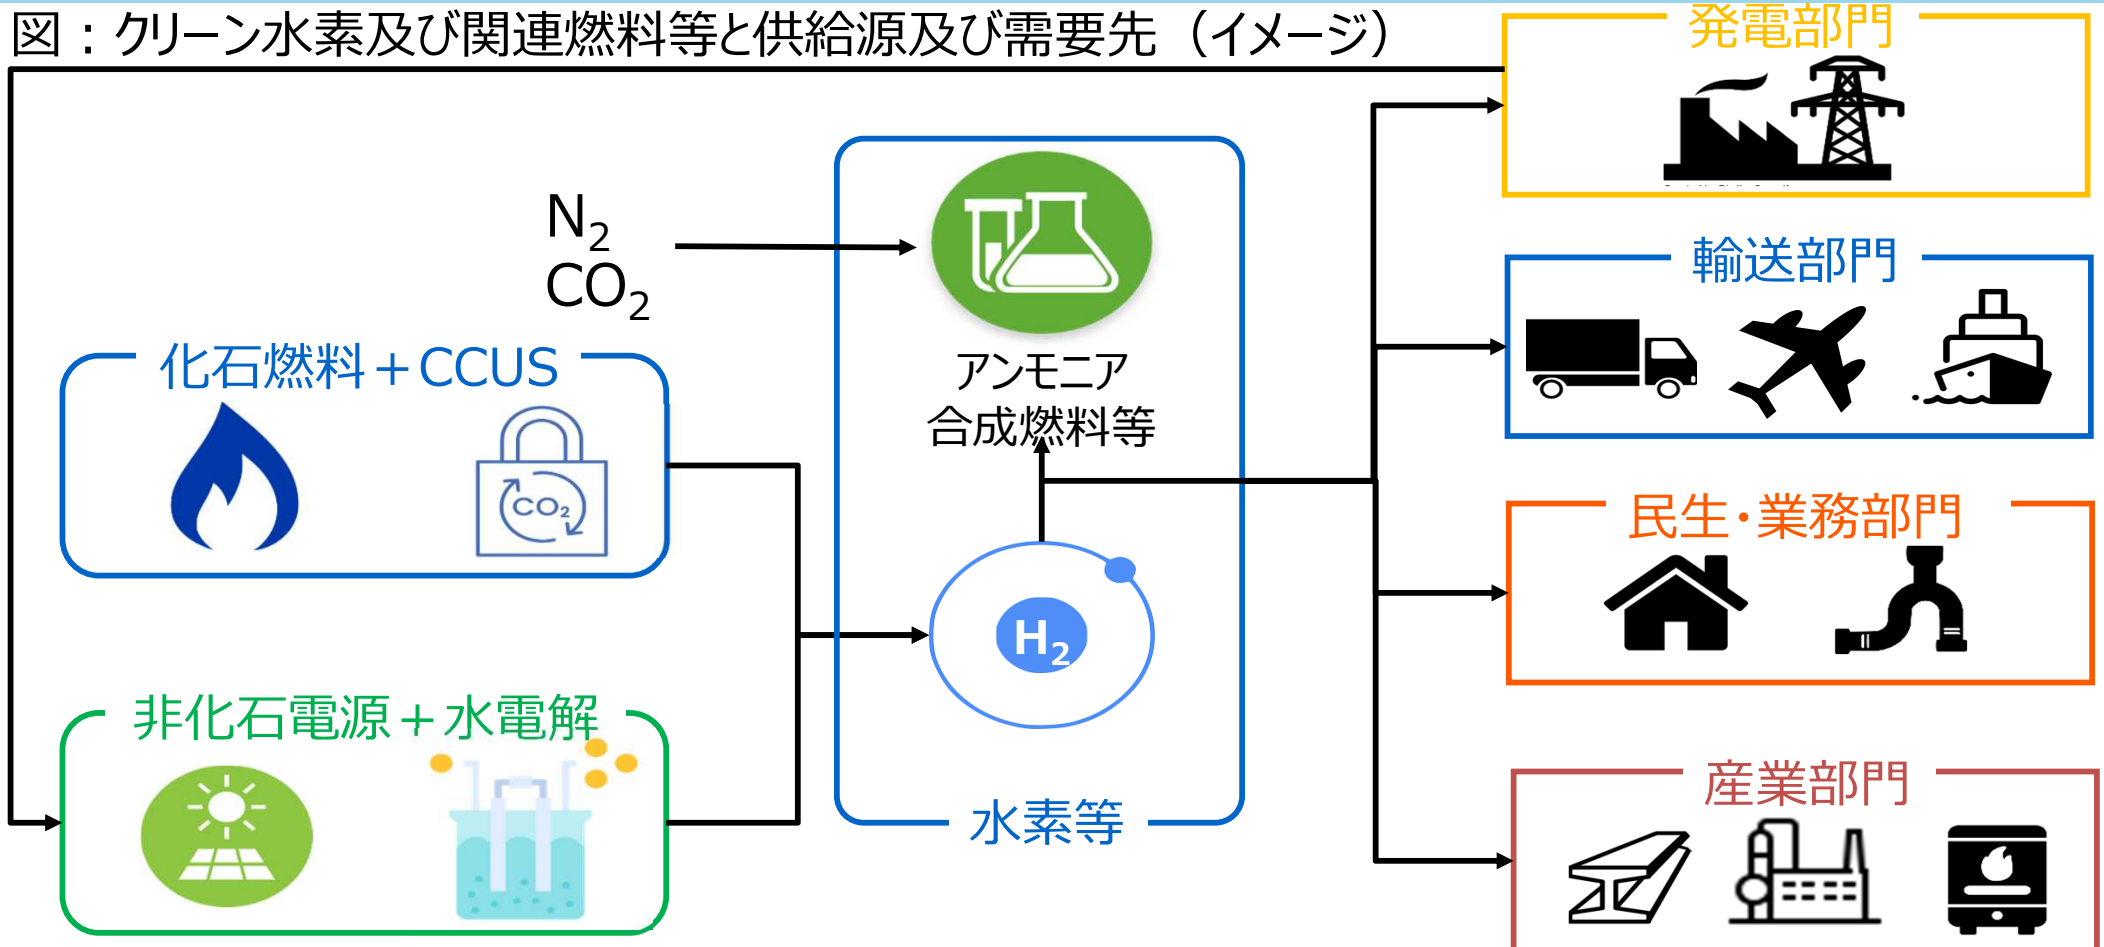 図：クリーン水素及び関連燃料等と供給源及び需要先（イメージ）
発電部門
N₂
CO₂
輸送部門
化石燃料＋CCUS
アンモニア
合成燃料等
CO₂
民生・業務部門
H₂
非化石電源＋水電解
水素等
産業部門